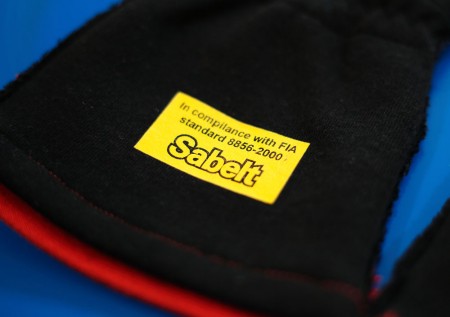 In compliance with FIA
standard 8856-2000
Sabelt